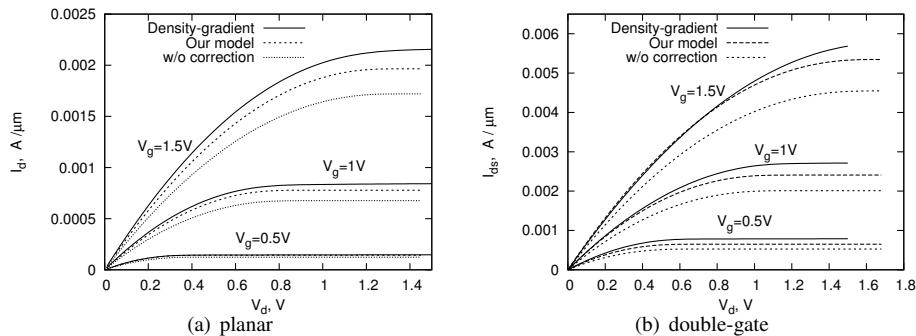 Density-gradient
Our model
w/o correction
V_g=1.5V
V_g=1V
V_g=0.5V
I_d, A /μm
0.0025
0.002
0.0015
0.001
0.0005
0
0 0.2 0.4 0.6 0.8 1 1.2 1.4
V_d, V
(a) planar
Density-gradient
Our model
w/o correction
V_g=1.5V
V_g=1V
V_g=0.5V
I_ds, A / μm
0.006
0.005
0.004
0.003
0.002
0.001
0
0 0.2 0.4 0.6 0.8 1 1.2 1.4 1.6 1.8
V_d, V
(b) double-gate